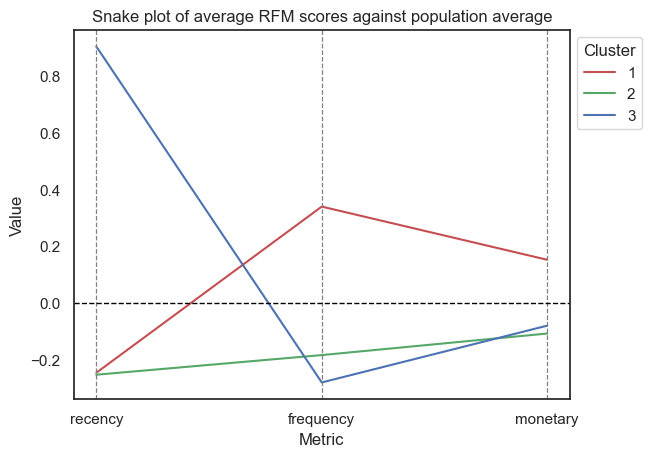 Snake plot of average RFM scores against population average
Cluster
1
2
3
0.8
0.6
0.4
0.2
0.0
−0.2
Value
recency
frequency
monetary
Metric